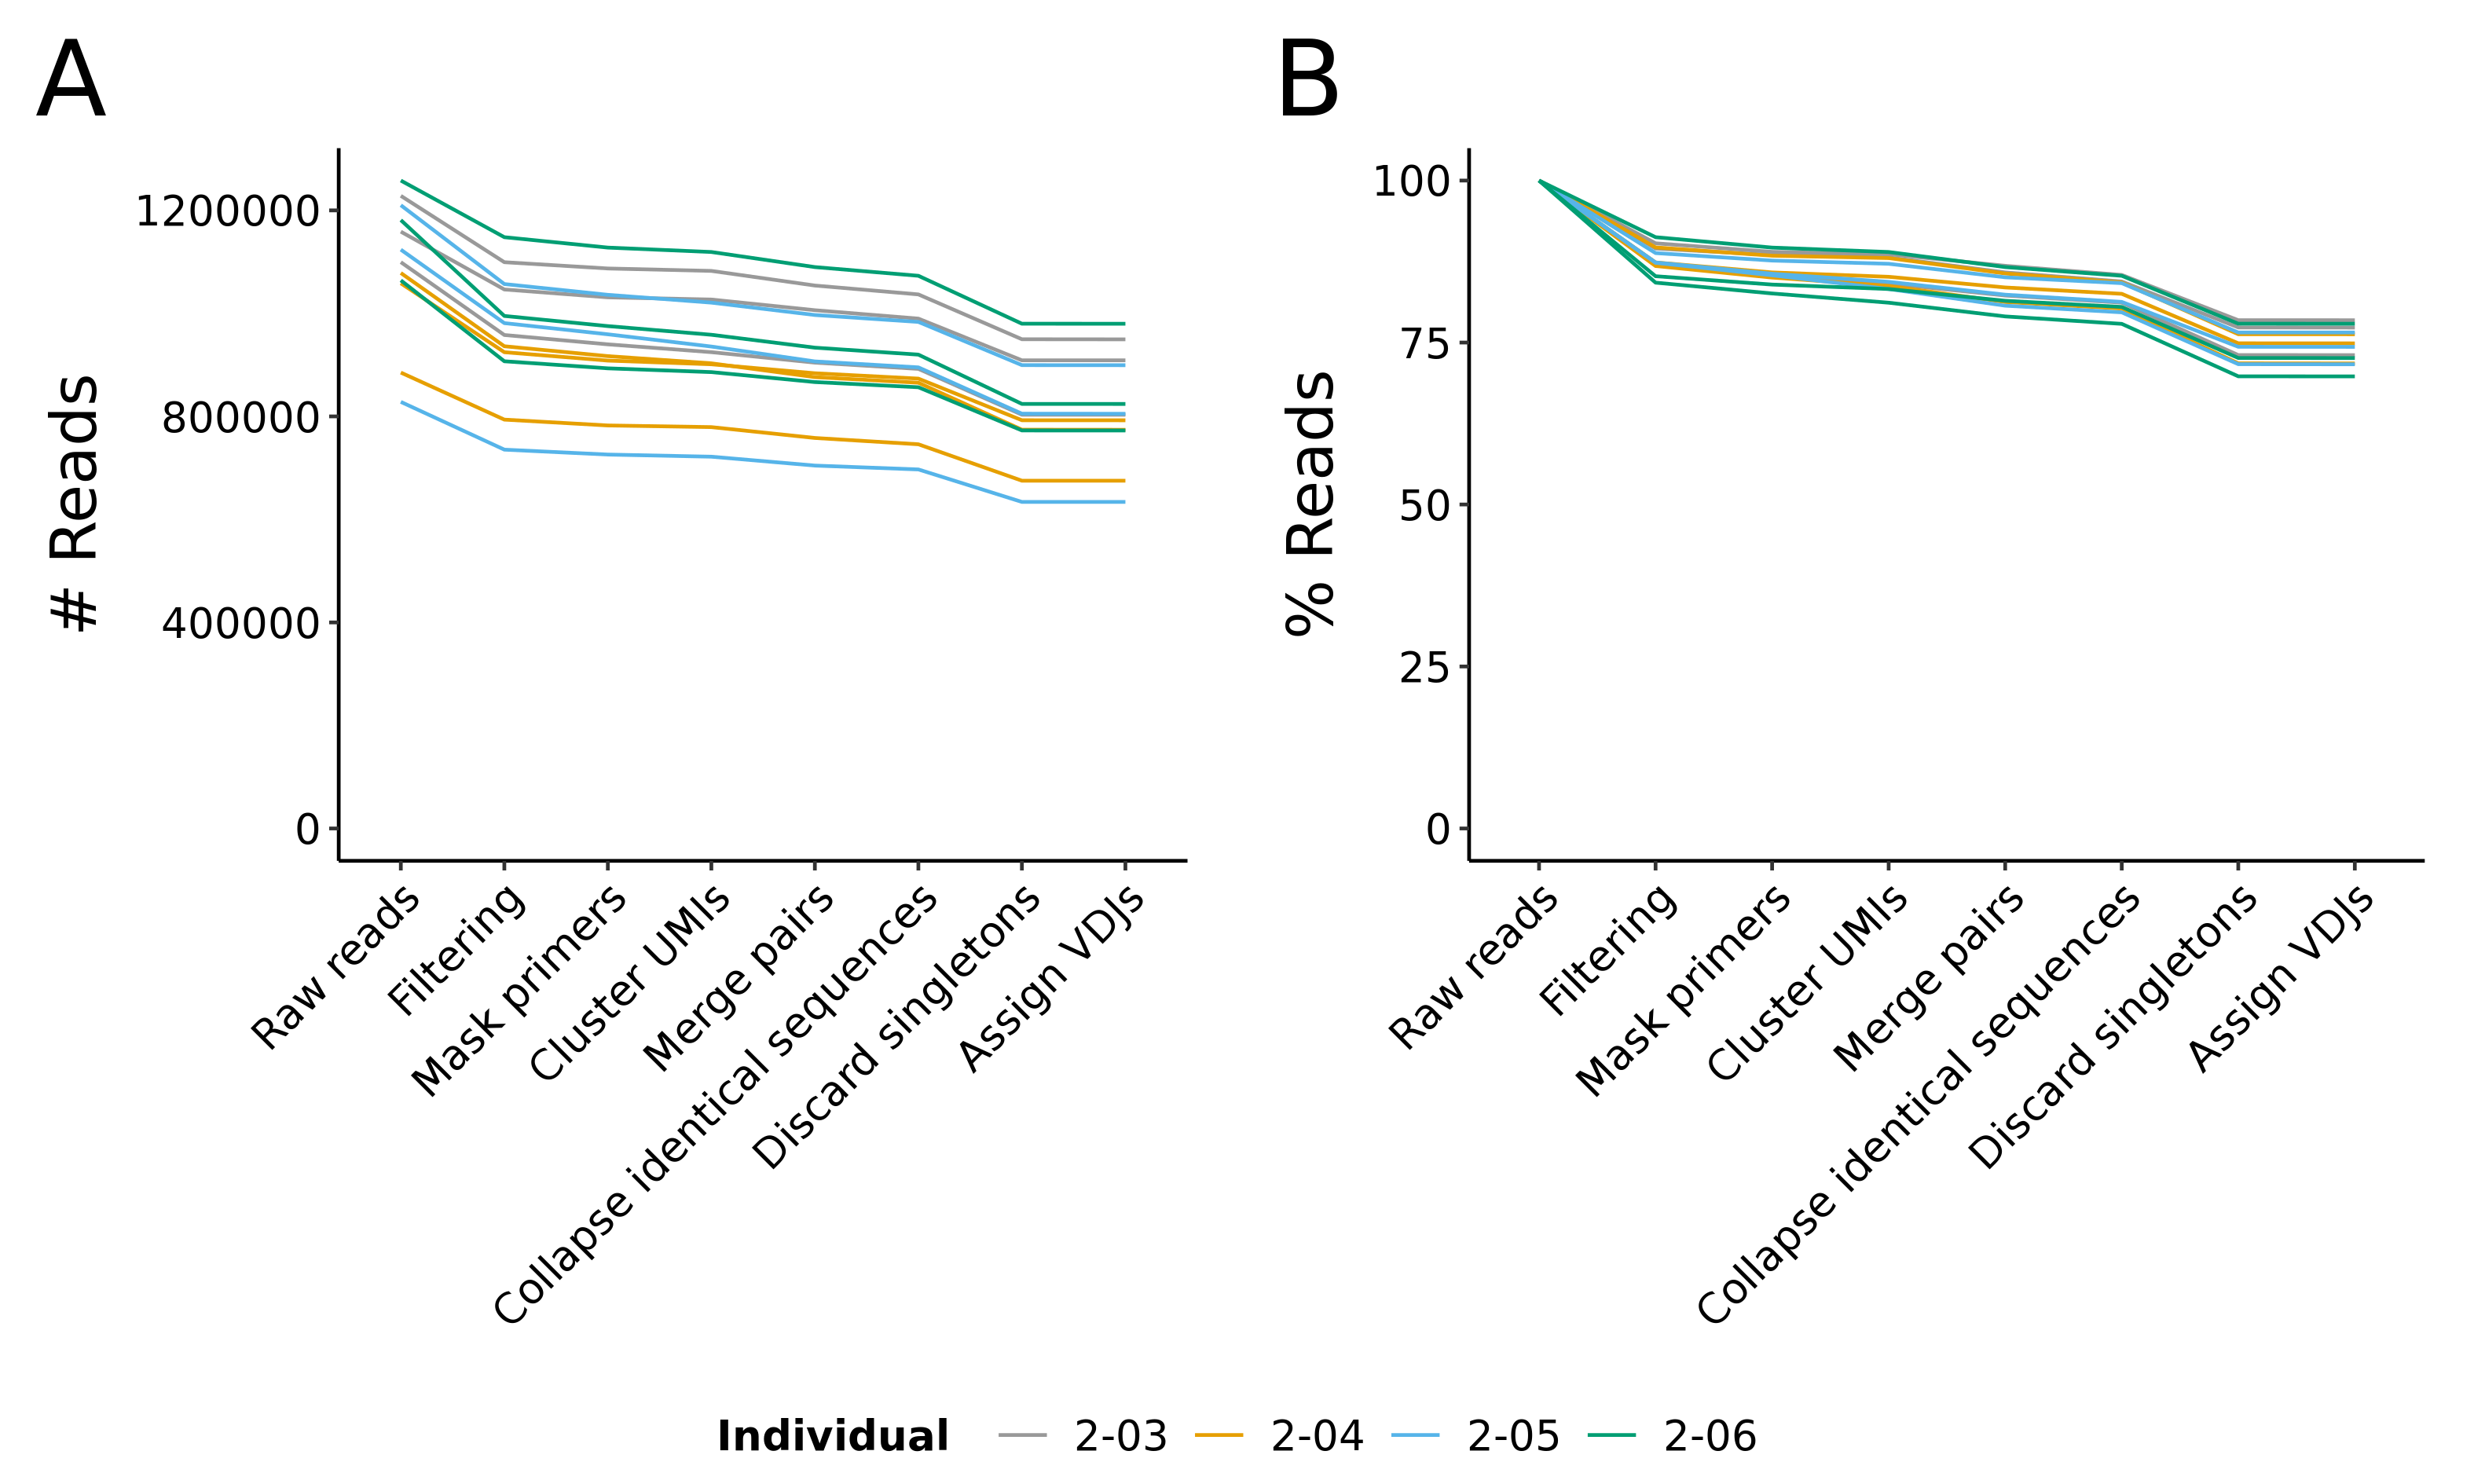 A
# Reads
1200000
800000
400000
0
Raw reads
Filtering
Mask primers
Cluster UMIs
Merge pairs
Collapse identical sequences
Discard singletons
Assign VDJs
B
% Reads
100
75
50
25
0
Raw reads
Filtering
Mask primers
Cluster UMIs
Merge pairs
Collapse identical sequences
Discard singletons
Assign VDJs
Individual 2-03 2-04 2-05 2-06